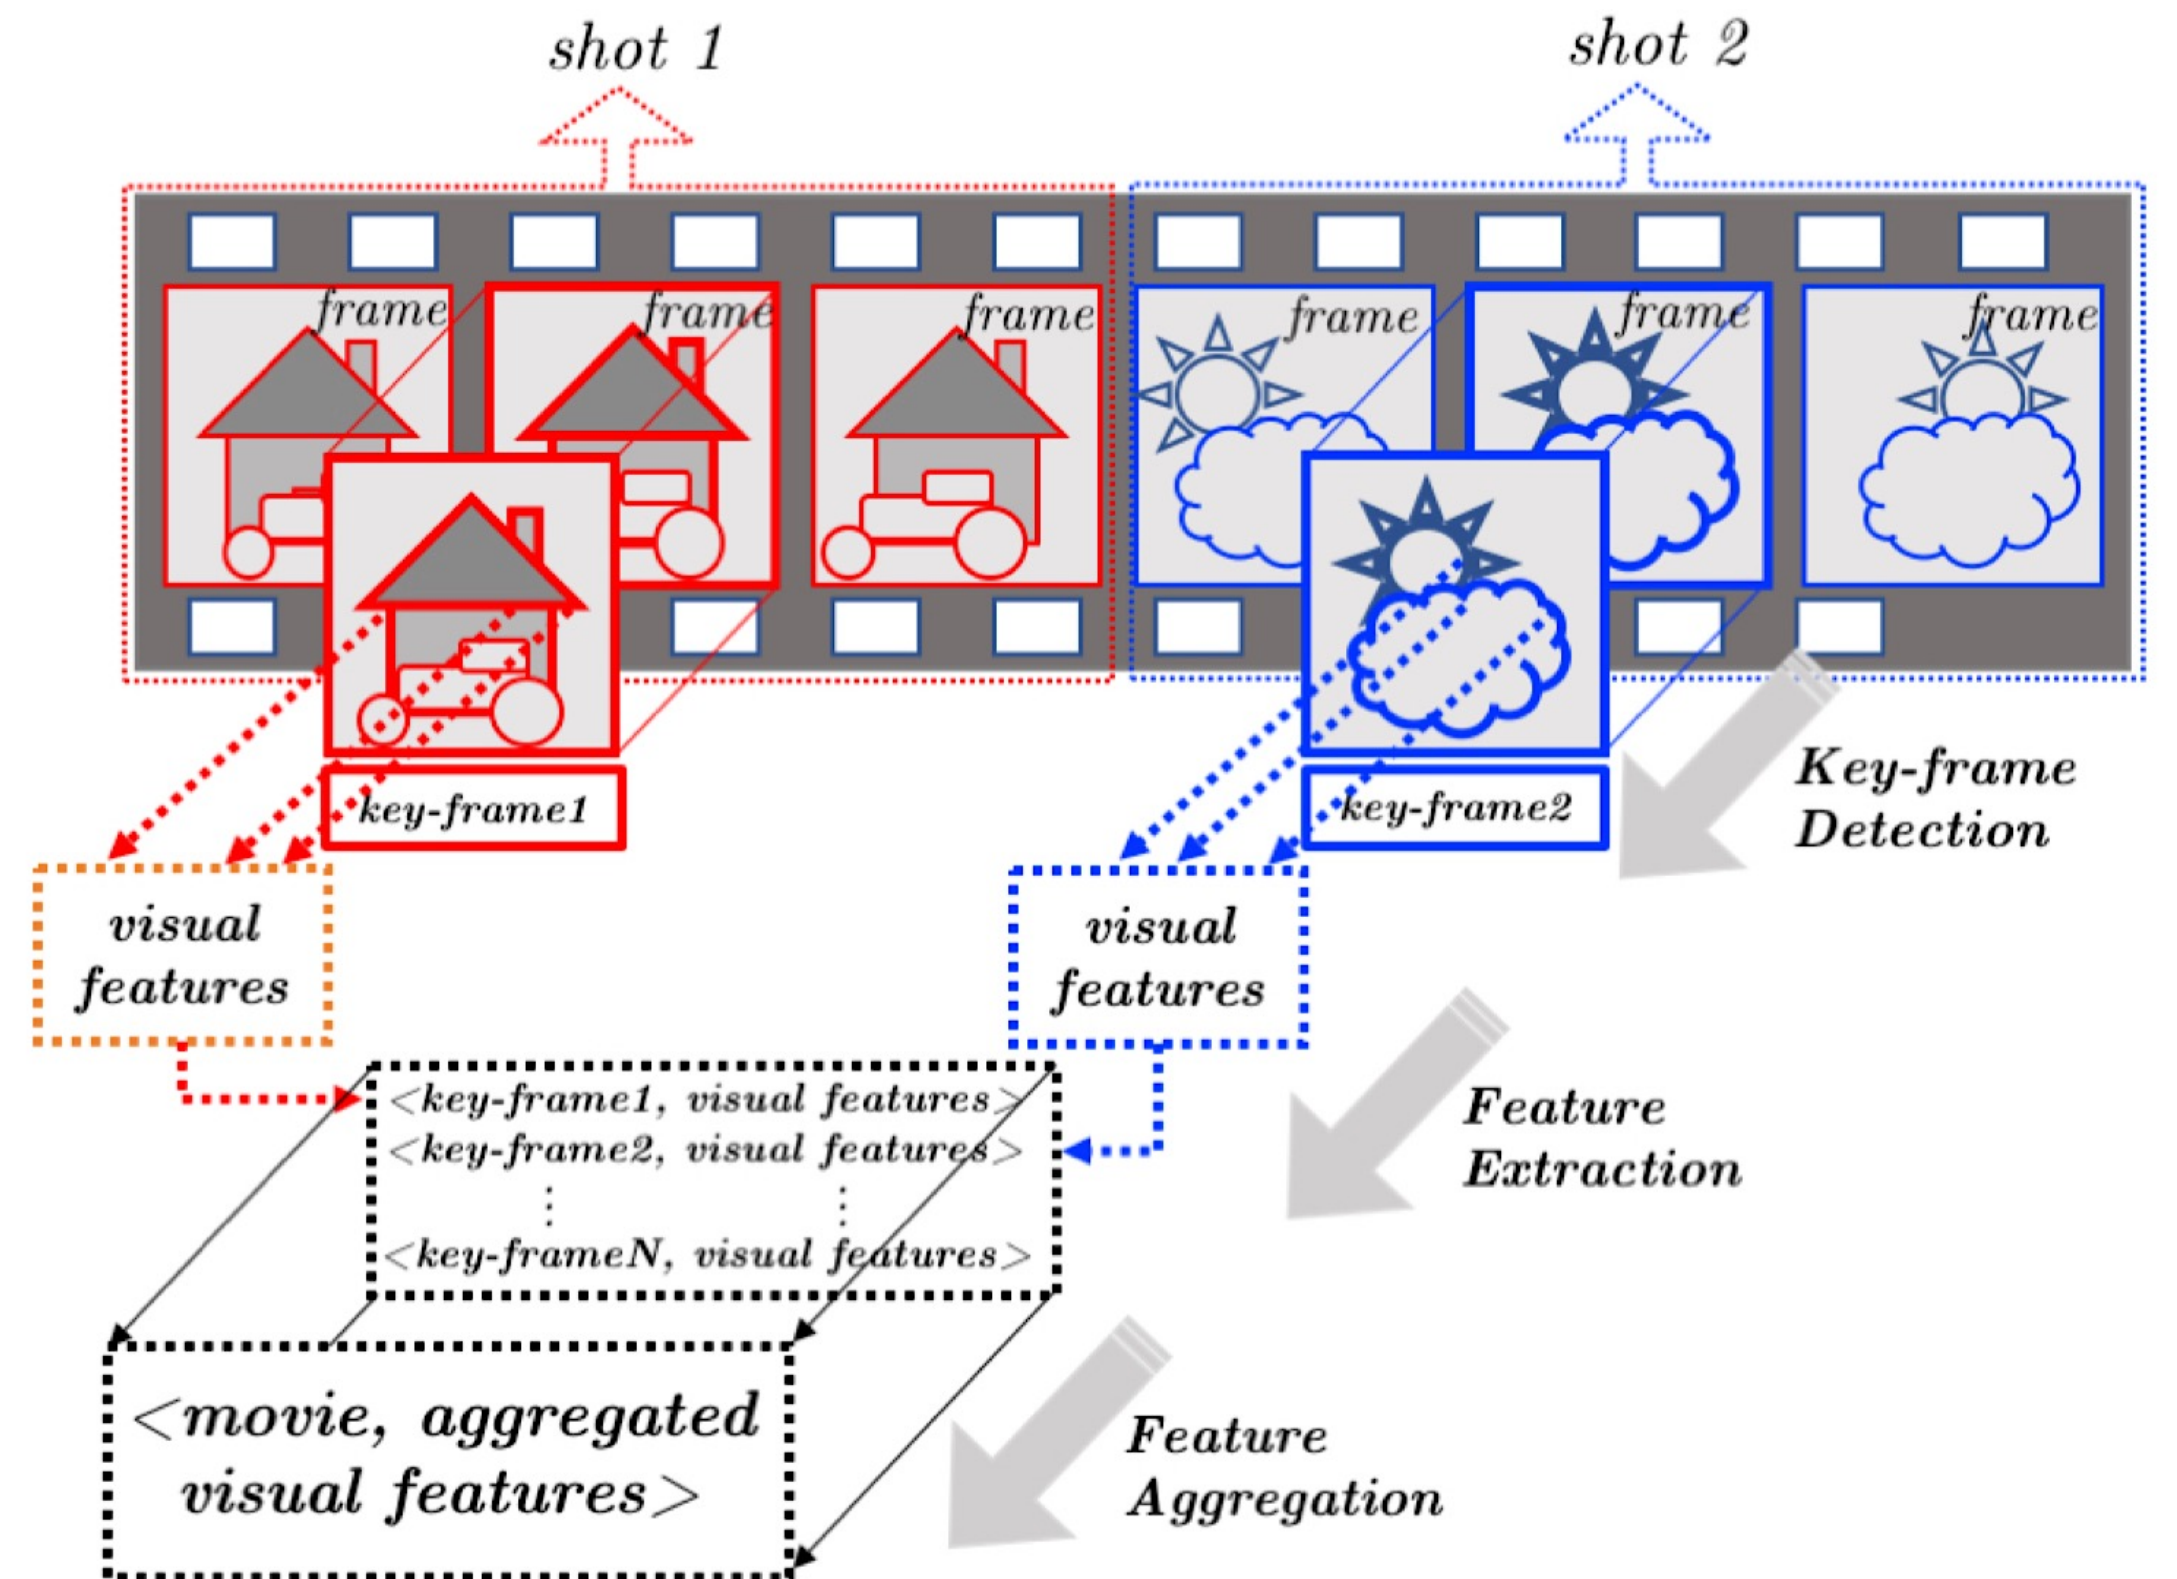 shot 1
shot 2
frame
frame
frame
frame
frame
frame
key-frame1
key-frame2
Key-frame
Detection
visual
features
visual
features
<key-frame1, visual features>
<key-frame2, visual features>
<key-frameN, visual features>
Feature
Extraction
<movie, aggregated
visual features>
Feature
Aggregation